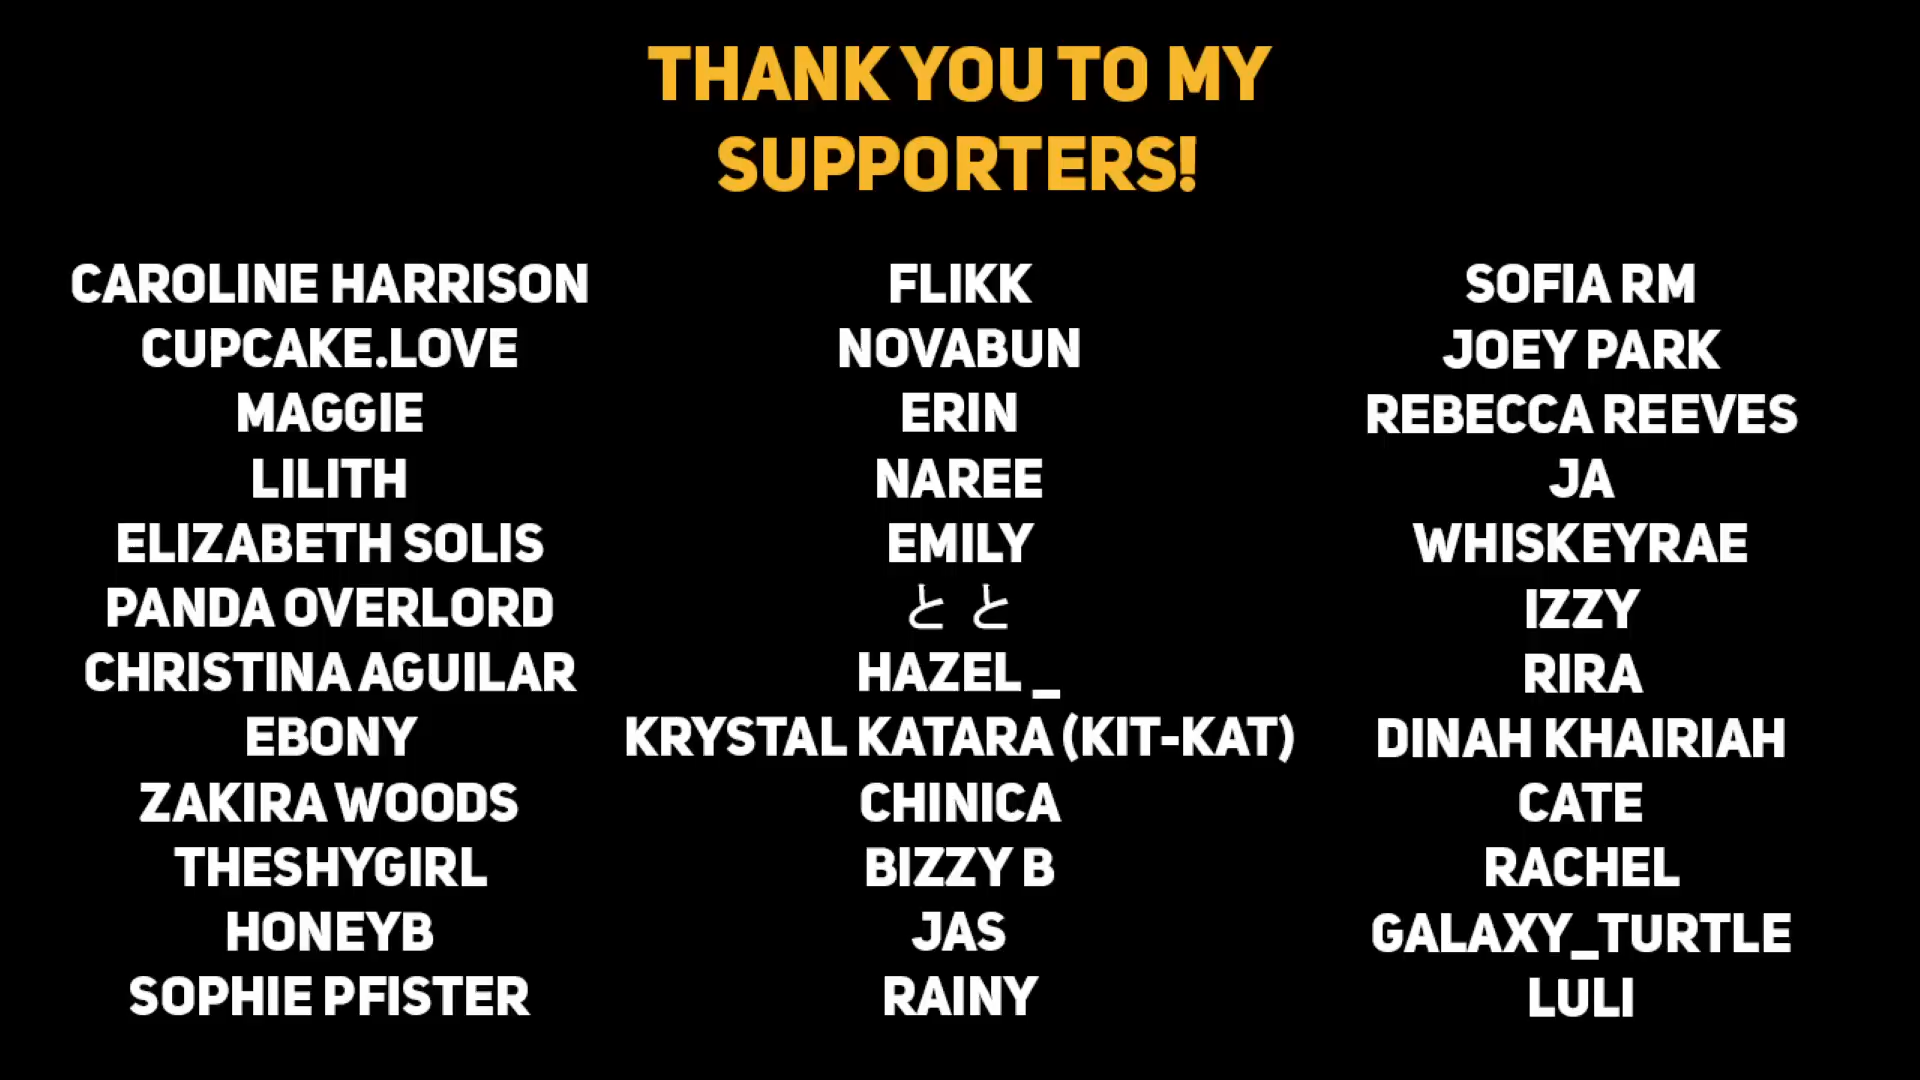 THANK YOU TO MY
SUPPORTERS!
CAROLINE HARRISON
CUPCAKE.LOVE
MAGGIE
LILITH
ELIZABETH SOLIS
PANDA OVERLORD
CHRISTINA AGUILAR
EBONY
ZAKIRA WOODS
THESHYGIRL
HONEYB
SOPHIE PFISTER
FLIKK
NOVABUN
ERIN
NAREE
EMILY
と と
HAZEL _
KRYSTAL KATARA (KIT-KAT)
CHINICA
BIZZY B
JAS
RAINY
SOFIA RM
JOEY PARK
REBECCA REEVES
JA
WHISKEYRAE
IZZY
RIRA
DINAH KHAIRIAH
CATE
RACHEL
GALAXY_TURTLE
LULI